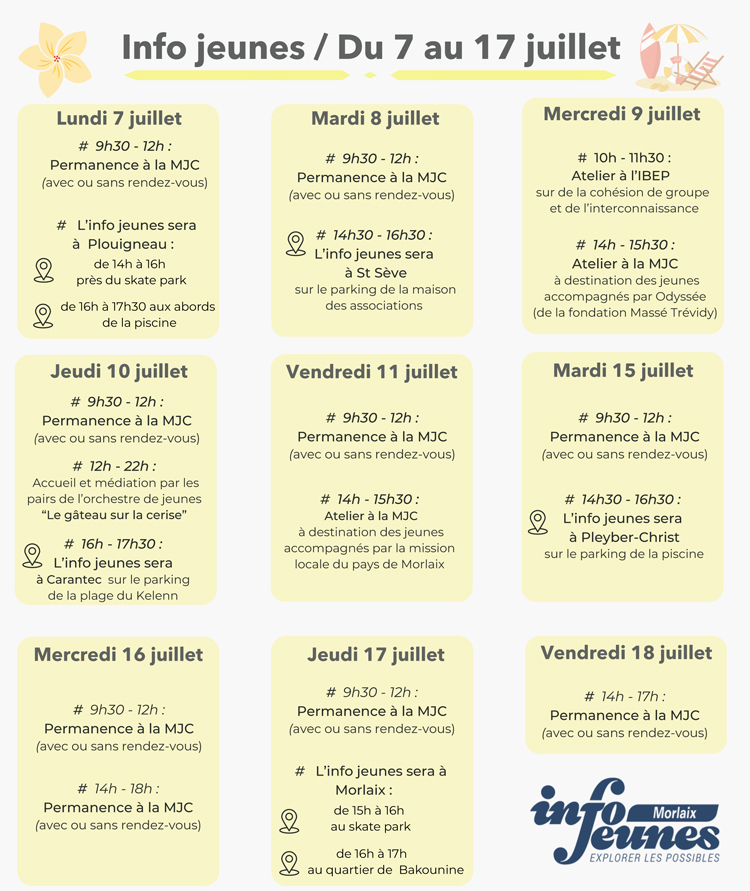 Info jeunes / Du 7 au 17 juillet
Lundi 7 juillet
# 9h30 - 12h :
Permanence à la MJC
(avec ou sans rendez-vous)
# L'info jeunes sera
à Plouigneau :
de 14h à 16h
près du skate park
de 16h à 17h30 aux abords
de la piscine
Mardi 8 juillet
# 9h30 - 12h :
Permanence à la MJC
(avec ou sans rendez-vous)
# 14h30 - 16h30 :
L'info jeunes sera
à St Sève
sur le parking de la maison
des associations
Mercredi 9 juillet
# 10h - 11h30 :
Atelier à l'IBEP
sur de la cohésion de groupe
et de l'interconnaissance
# 14h - 15h30 :
Atelier à la MJC
à destination des jeunes
accompagnés par Odyssée
(de la fondation Massé Trévidy)
Jeudi 10 juillet
# 9h30 - 12h :
Permanence à la MJC
(avec ou sans rendez-vous)
# 12h - 22h :
Accueil et médiation par les
pairs de l'orchestre de jeunes
“Le gâteau sur la cerise”
# 16h - 17h30 :
L'info jeunes sera
à Carantec sur le parking
de la plage du Kelenn
Vendredi 11 juillet
# 9h30 - 12h :
Permanence à la MJC
(avec ou sans rendez-vous)
# 14h - 15h30 :
Atelier à la MJC
à destination des jeunes
accompagnés par la mission
locale du pays de Morlaix
Mardi 15 juillet
# 9h30 - 12h :
Permanence à la MJC
(avec ou sans rendez-vous)
# 14h30 - 16h30 :
L'info jeunes sera
à Pleyber-Christ
sur le parking de la piscine
Mercredi 16 juillet
# 9h30 - 12h :
Permanence à la MJC
(avec ou sans rendez-vous)
# 14h - 18h :
Permanence à la MJC
(avec ou sans rendez-vous)
Jeudi 17 juillet
# 9h30 - 12h :
Permanence à la MJC
(avec ou sans rendez-vous)
# L'info jeunes sera à
Morlaix :
de 15h à 16h
au skate park
de 16h à 17h
au quartier de Bakounine
Vendredi 18 juillet
# 14h - 17h :
Permanence à la MJC
(avec ou sans rendez-vous)
info Morlaix
Jeunes
EXPLORER LES POSSIBLES